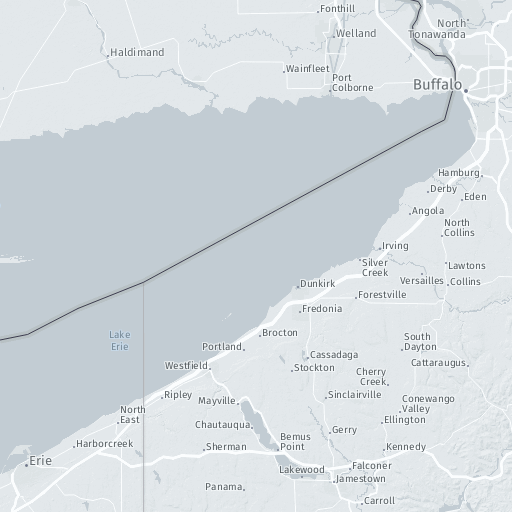 Fonthill
North
Tonawanda
Welland
Haldimand
Wainfleet
Port
Colborne
Buffalo
Hamburg
Derby
Eden
Angola
North
Collins
Irving
Silver
Creek
Lawtons
Versailles
Collins
Dunkirk
Forestville
Fredonia
Lake
Erie
Brocton
South
Dayton
Portland
Cassadaga
Cattaraugus
Westfield
Stockton
Cherry
Creek
Ripley
Sinclairville
Mayville
Conewango
Valley
North
East
Ellington
Chautauqua
Gerry
Harborcreek
Bemus
Point
Sherman
Kennedy
Erie
Lakewood
Falconer
Jamestown
Panama
Carroll